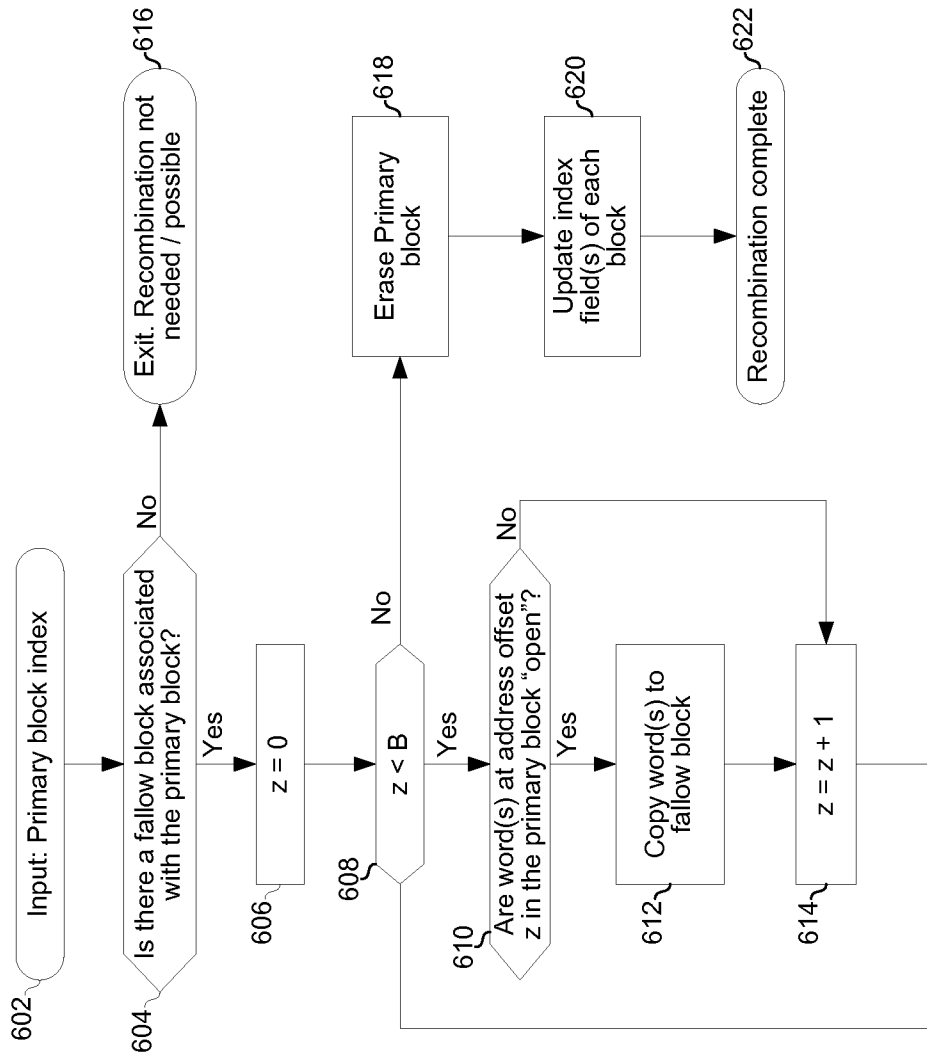 602
Input: Primary block index
604
Is there a fallow block associated
with the primary block?
No
Exit. Recombination not
needed / possible
616
Yes
606
z = 0
608
z < B
No
Erase Primary
block
618
Yes
610
Are word(s) at address offset
z in the primary block “open”?
No
Update index
field(s) of each
block
620
Yes
612
Copy word(s) to
fallow block
614
z = z + 1
Recombination complete
622